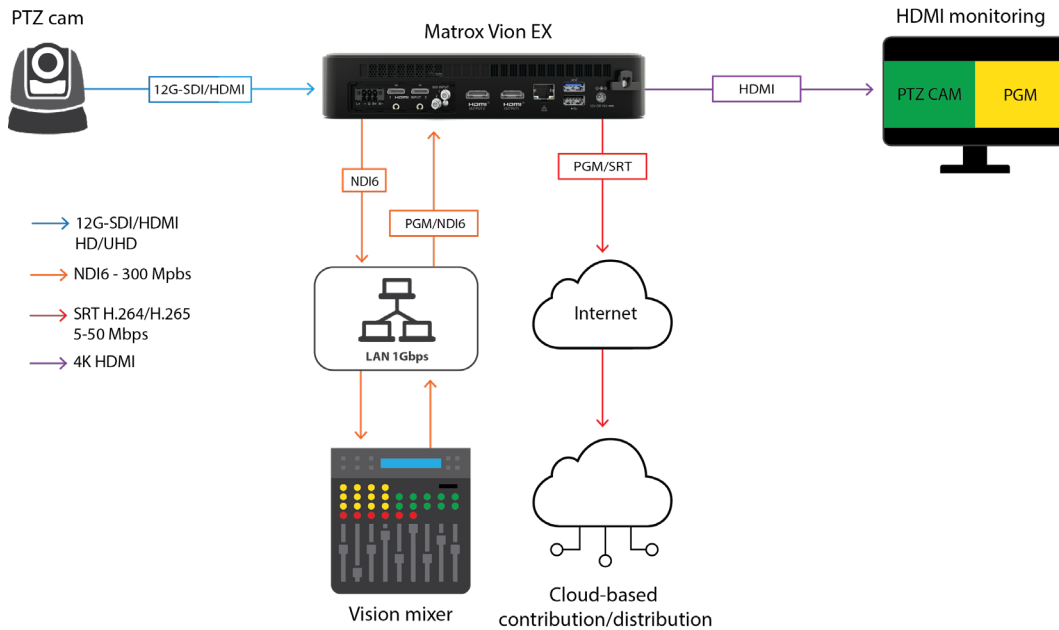 PTZ cam
Matrox Vion EX
HDMI monitoring
12G-SDI/HDMI
HDMI
PTZ CAM
PGM
HDMI
HDMI
NDI6
PGM/SRT
PGM/NDI6
12G-SDI/HDMI
HD/UHD
NDI6 - 300 Mpbs
SRT H.264/H.265
5-50 Mbps
4K HDMI
LAN 1Gbps
Internet
Vision mixer
Cloud-based
contribution/distribution